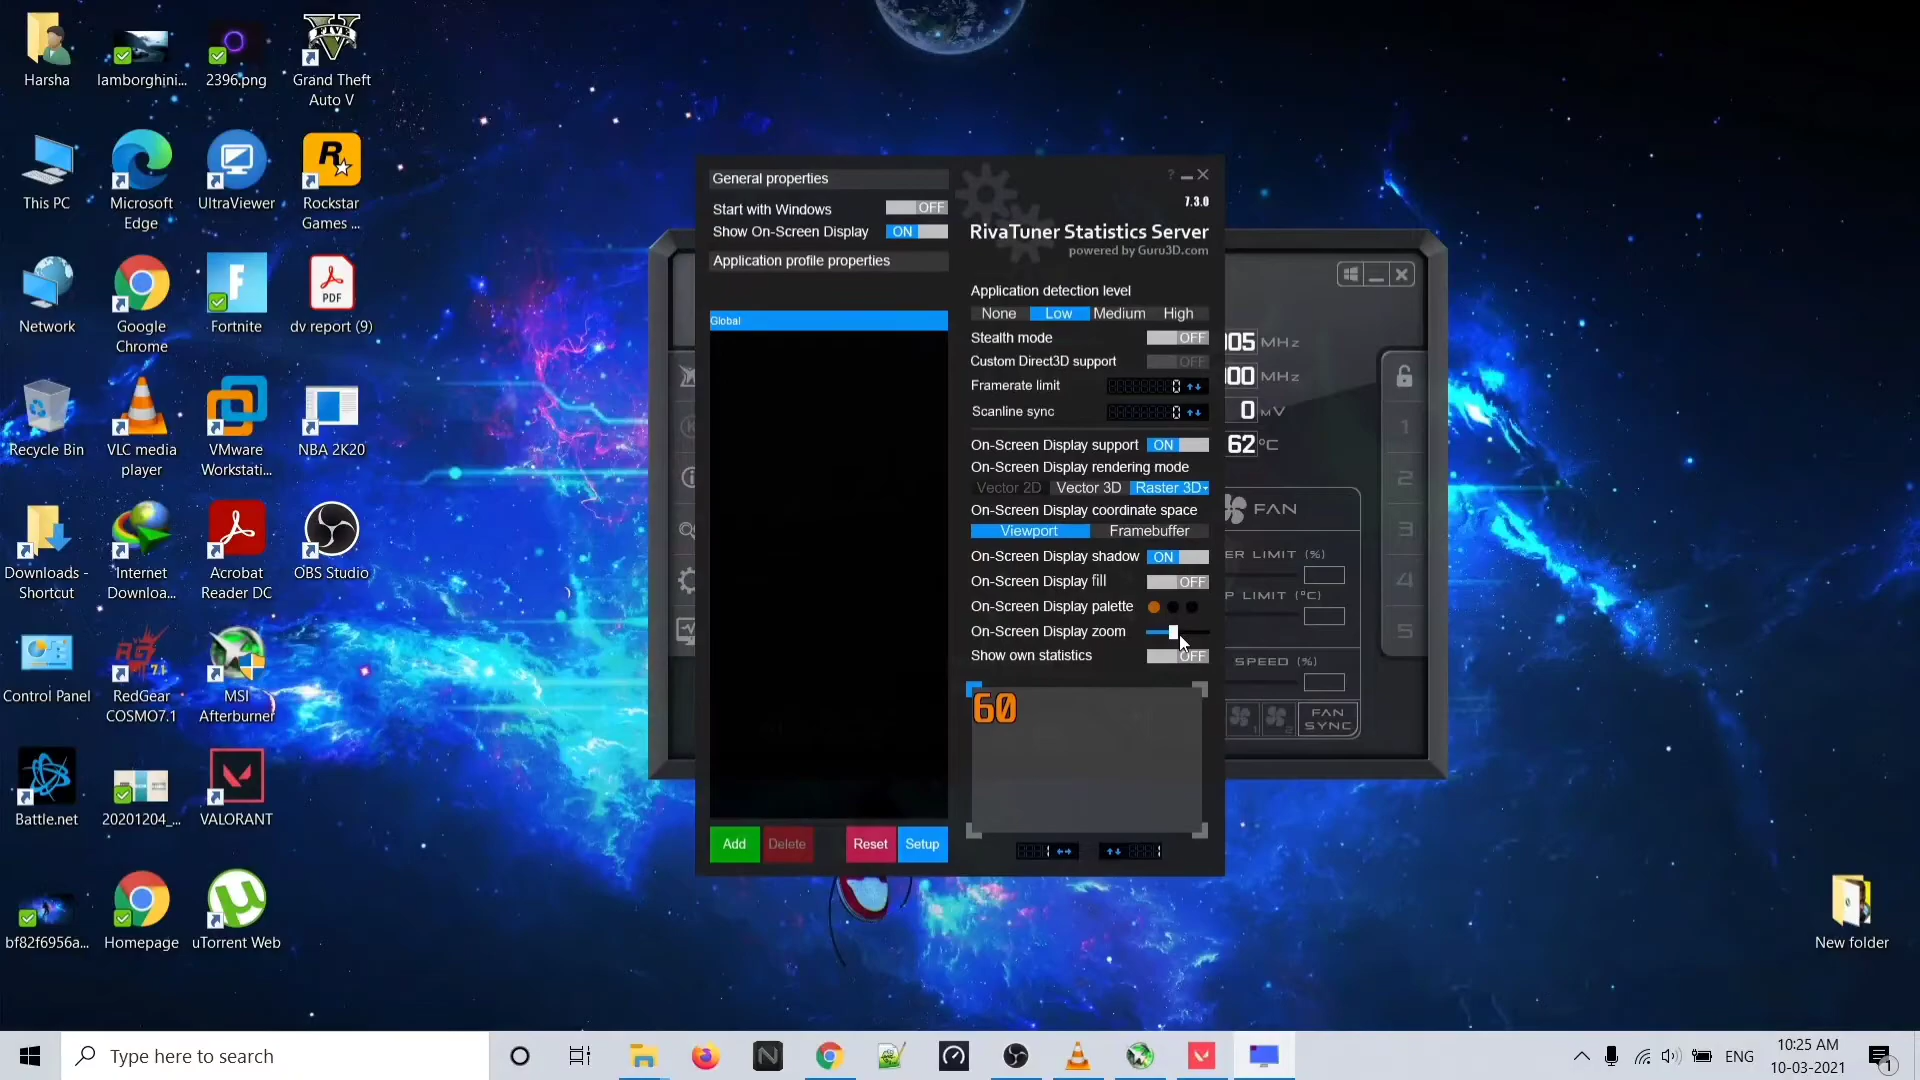 Harsha
lamborghini...
2396.png
Grand Theft
Auto V
This PC
Microsoft
Edge
UltraViewer
Rockstar
Games ...
Network
Google
Chrome
Fortnite
PDF
dv report (9)
Recycle Bin
VLC media
player
VMware
Workstati...
NBA 2K20
Downloads -
Shortcut
Internet
Downloa...
Acrobat
Reader DC
OBS Studio
Control Panel
RedGear
COSMO7.1
MSI
Afterburner
Battle.net
20201204_...
VALORANT
bf82f6956a...
Homepage
uTorrent Web
New folder
General properties
Start with Windows OFF
Show On-Screen Display ON
Application profile properties
Global
Add Delete Reset Setup
? 
7.3.0
RivaTuner Statistics Server
powered by Guru3D.com
Application detection level
None Low Medium High
Stealth mode OFF
Custom Direct3D support OFF
Framerate limit 0
Scanline sync 0
On-Screen Display support ON
On-Screen Display rendering mode
Vector 2D Vector 3D Raster 3D
On-Screen Display coordinate space
Viewport Framebuffer
On-Screen Display shadow ON
On-Screen Display fill OFF
On-Screen Display palette
On-Screen Display zoom
Show own statistics OFF
60
1 1
05 MHz
00 MHz
0 mV
62 °C
FAN
ER LIMIT (%)
P LIMIT (°C)
SPEED (%)
FAN
SYNC
1
2
3
4
5
Type here to search
ENG
10:25 AM
10-03-2021
1